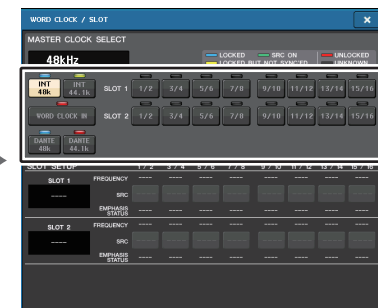 WORD CLOCK / SLOT
MASTER CLOCK SELECT
48kHz
LOCKED SRC ON UNLOCKED
LOCKED BUT NOT SYNCED UNKNOWN
INT 48k INT 44.1k SLOT 1 1/2 3/4 5/6 7/8 9/10 11/12 13/14 15/16
WORD CLOCK IN SLOT 2 1/2 3/4 5/6 7/8 9/10 11/12 13/14 15/16
DANTE 48k DANTE 44.1k
SLOT SETUP 1/2 3/4 5/6 7/8 9/10 11/12 13/14 15/16
SLOT 1 FREQUENCY ---- ---- ---- ---- ---- ---- ---- ----
---- SRC ---- ---- ---- ---- ---- ---- ---- ----
EMPHASIS STATUS ---- ---- ---- ---- ---- ---- ---- ----
SLOT 2 FREQUENCY ---- ---- ---- ---- ---- ---- ---- ----
---- SRC ---- ---- ---- ---- ---- ---- ---- ----
EMPHASIS STATUS ---- ---- ---- ---- ---- ---- ---- ----